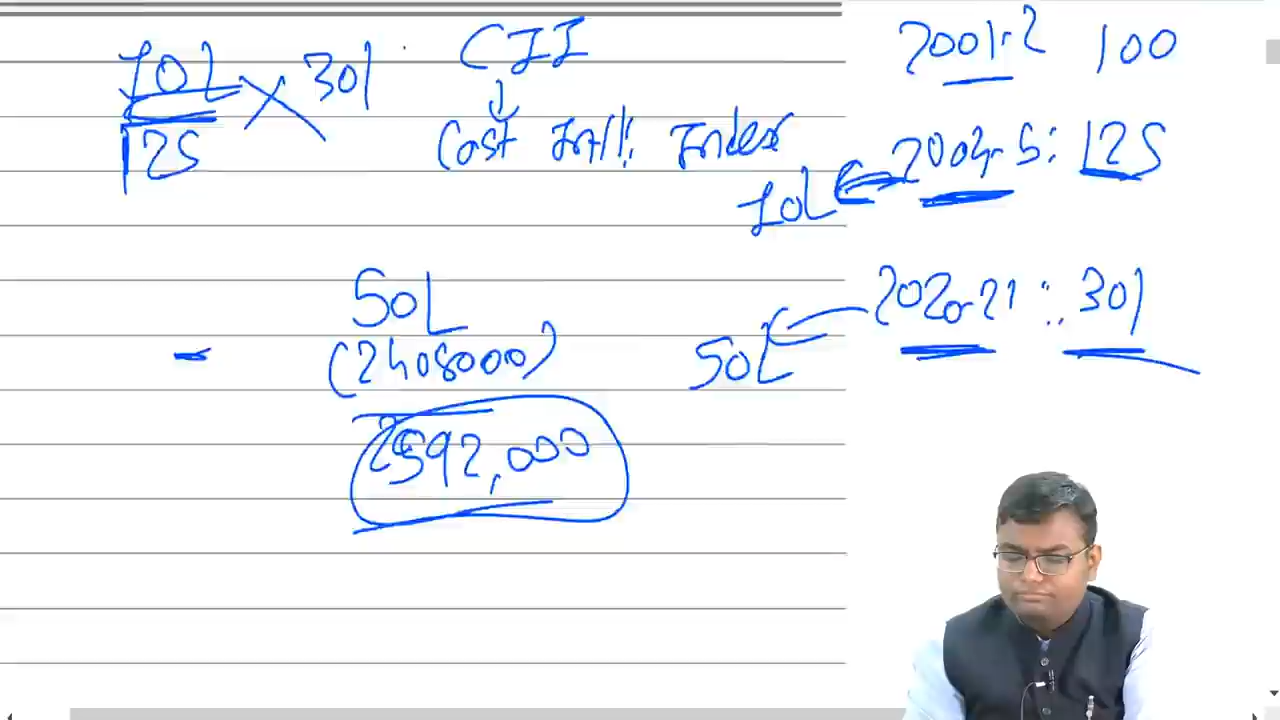 10L × 301
125
CII
Cost Infl: Index
2001-2 100
2004-5: 125
10L
2020-21: 301
50L
50L
(2408000)
2592,000